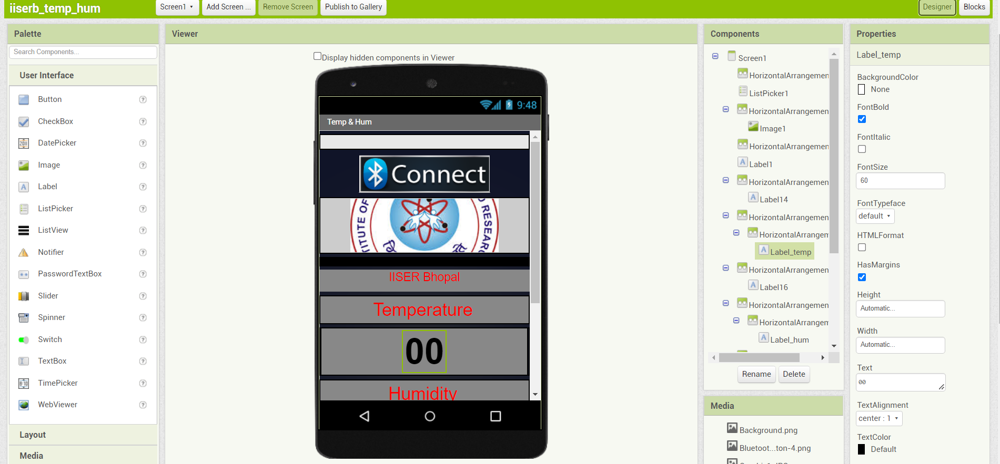 iiserb_temp_hum
Screen1
Add Screen ...
Remove Screen
Publish to Gallery
Designer
Blocks
Palette
Search Components...
User Interface
Button
CheckBox
DatePicker
Image
Label
ListPicker
ListView
Notifier
PasswordTextBox
Slider
Spinner
Switch
TextBox
TimePicker
WebViewer
Layout
Media
Viewer
Display hidden components in Viewer
9:48
Temp & Hum
Connect
TITUTE OF
RESEAR
IISER Bhopal
Temperature
00
Humidity
Components
Screen1
HorizontalArrangemen
ListPicker1
HorizontalArrangemen
Image1
HorizontalArrangemen
Label1
HorizontalArrangemen
Label14
HorizontalArrangemen
HorizontalArrangem
Label_temp
HorizontalArrangemen
Label16
HorizontalArrangemen
HorizontalArrangem
Label_hum
Rename
Delete
Media
Background.png
Bluetoot...ton-4.png
Properties
Label_temp
BackgroundColor
None
FontBold
FontItalic
FontSize
60
FontTypeface
default
HTMLFormat
HasMargins
Height
Automatic...
Width
Automatic...
Text
00
TextAlignment
center : 1
TextColor
Default